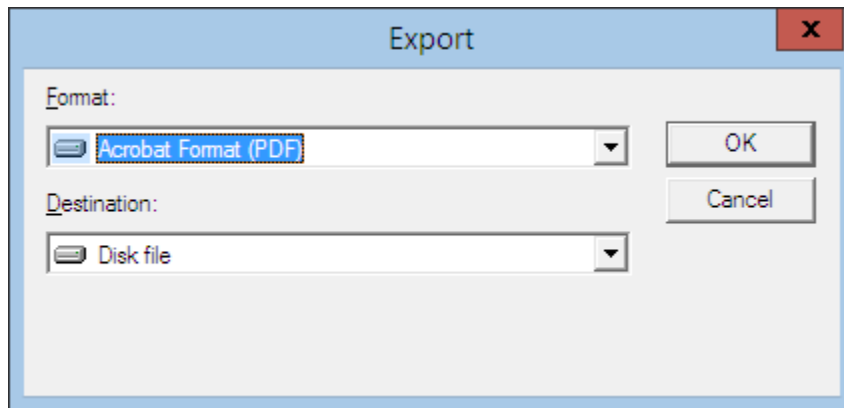 Export
x
Format:
Acrobat Format (PDF)
OK
Destination:
Cancel
Disk file